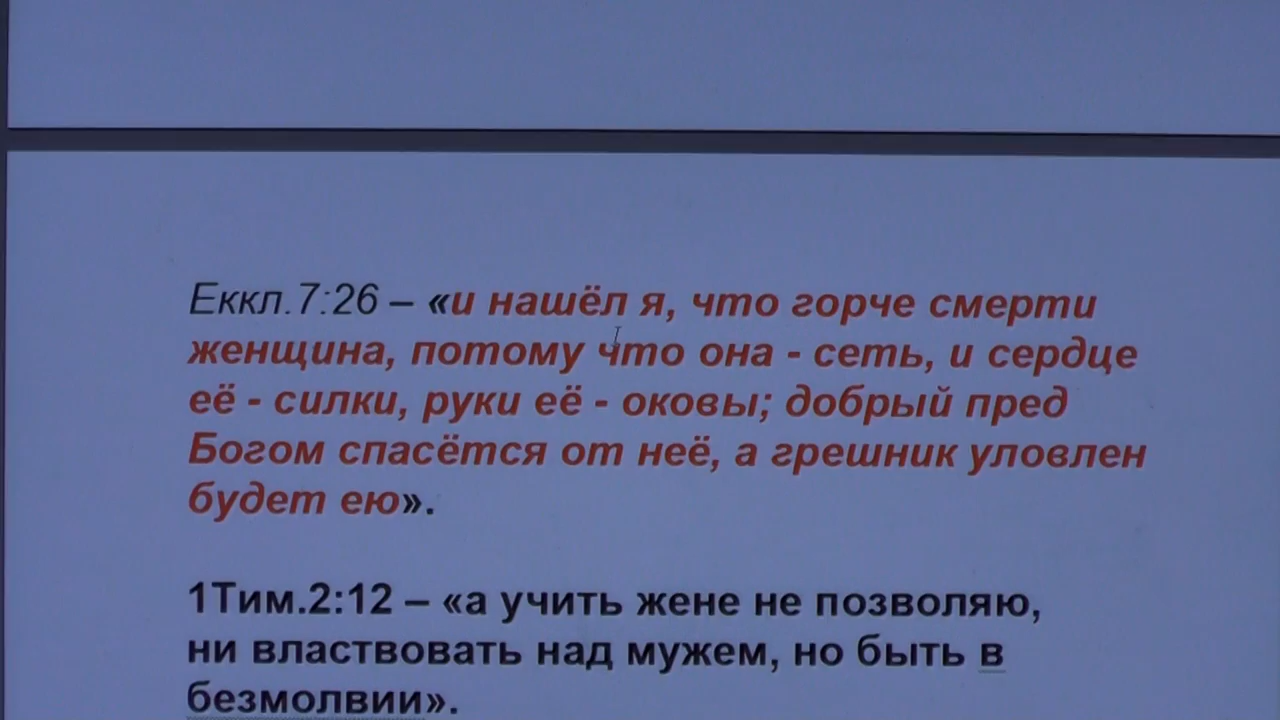 Еккл.7:26 – «и нашёл я, что горче смерти
женщина, потому что она - сеть, и сердце
её - силки, руки её - оковы; добрый пред
Богом спасётся от неё, а грешник уловлен
будет ею».
1Тим.2:12 – «а учить жене не позволяю,
ни властвовать над мужем, но быть в
безмолвии».